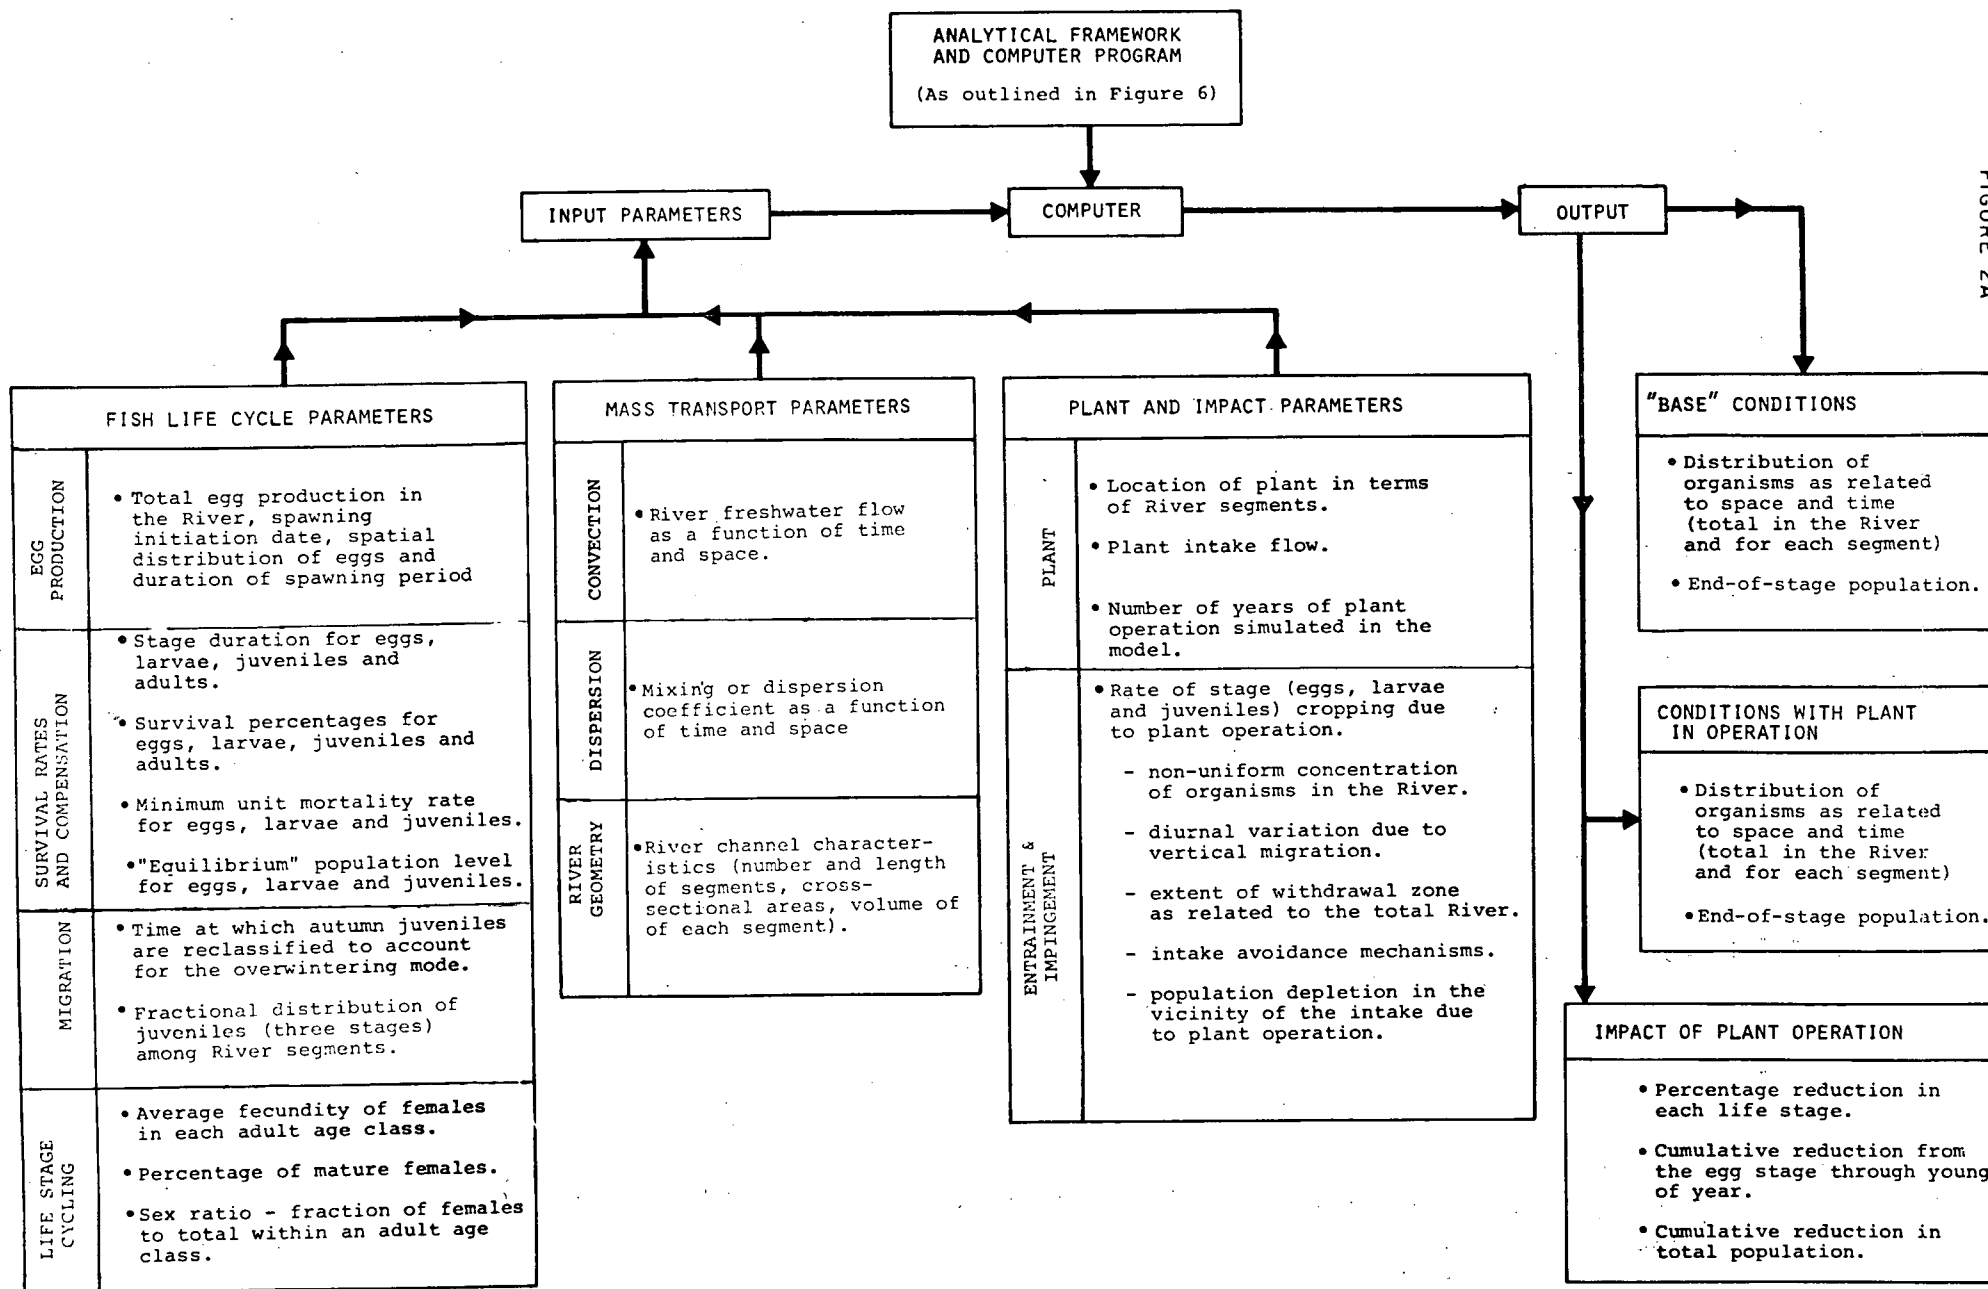 ANALYTICAL FRAMEWORK
AND COMPUTER PROGRAM
(As outlined in Figure 6)
INPUT PARAMETERS
COMPUTER
OUTPUT
FIGURE 2A
FISH LIFE CYCLE PARAMETERS
EGG
PRODUCTION
• Total egg production in
the River, spawning
initiation date, spatial
distribution of eggs and
duration of spawning period
SURVIVAL RATES
AND COMPENSATION
• Stage duration for eggs,
larvae, juveniles and
adults.
• Survival percentages for
eggs, larvae, juveniles and
adults.
• Minimum unit mortality rate
for eggs, larvae and juveniles.
• "Equilibrium" population level
for eggs, larvae and juveniles.
MIGRATION
• Time at which autumn juveniles
are reclassified to account
for the overwintering mode.
• Fractional distribution of
juveniles (three stages)
among River segments.
LIFE STAGE
CYCLING
• Average fecundity of females
in each adult age class.
• Percentage of mature females.
• Sex ratio - fraction of females
to total within an adult age
class.
MASS TRANSPORT PARAMETERS
CONVECTION
• River freshwater flow
as a function of time
and space.
DISPERSION
• Mixing or dispersion
coefficient as a function
of time and space
RIVER
GEOMETRY
• River channel character-
istics (number and length
of segments, cross-
sectional areas, volume of
of each segment).
PLANT AND IMPACT PARAMETERS
PLANT
• Location of plant in terms
of River segments.
• Plant intake flow.
• Number of years of plant
operation simulated in the
model.
ENTRAINMENT &
IMPINGEMENT
• Rate of stage (eggs, larvae
and juveniles) cropping due
to plant operation.
- non-uniform concentration
of organisms in the River.
- diurnal variation due to
vertical migration.
- extent of withdrawal zone
as related to the total River.
- intake avoidance mechanisms.
- population depletion in the
vicinity of the intake due
to plant operation.
"BASE" CONDITIONS
• Distribution of
organisms as related
to space and time
(total in the River
and for each segment)
• End-of-stage population.
CONDITIONS WITH PLANT
IN OPERATION
• Distribution of
organisms as related
to space and time
(total in the River
and for each segment)
• End-of-stage population.
IMPACT OF PLANT OPERATION
• Percentage reduction in
each life stage.
• Cumulative reduction from
the egg stage through young
of year.
• Cumulative reduction in
total population.